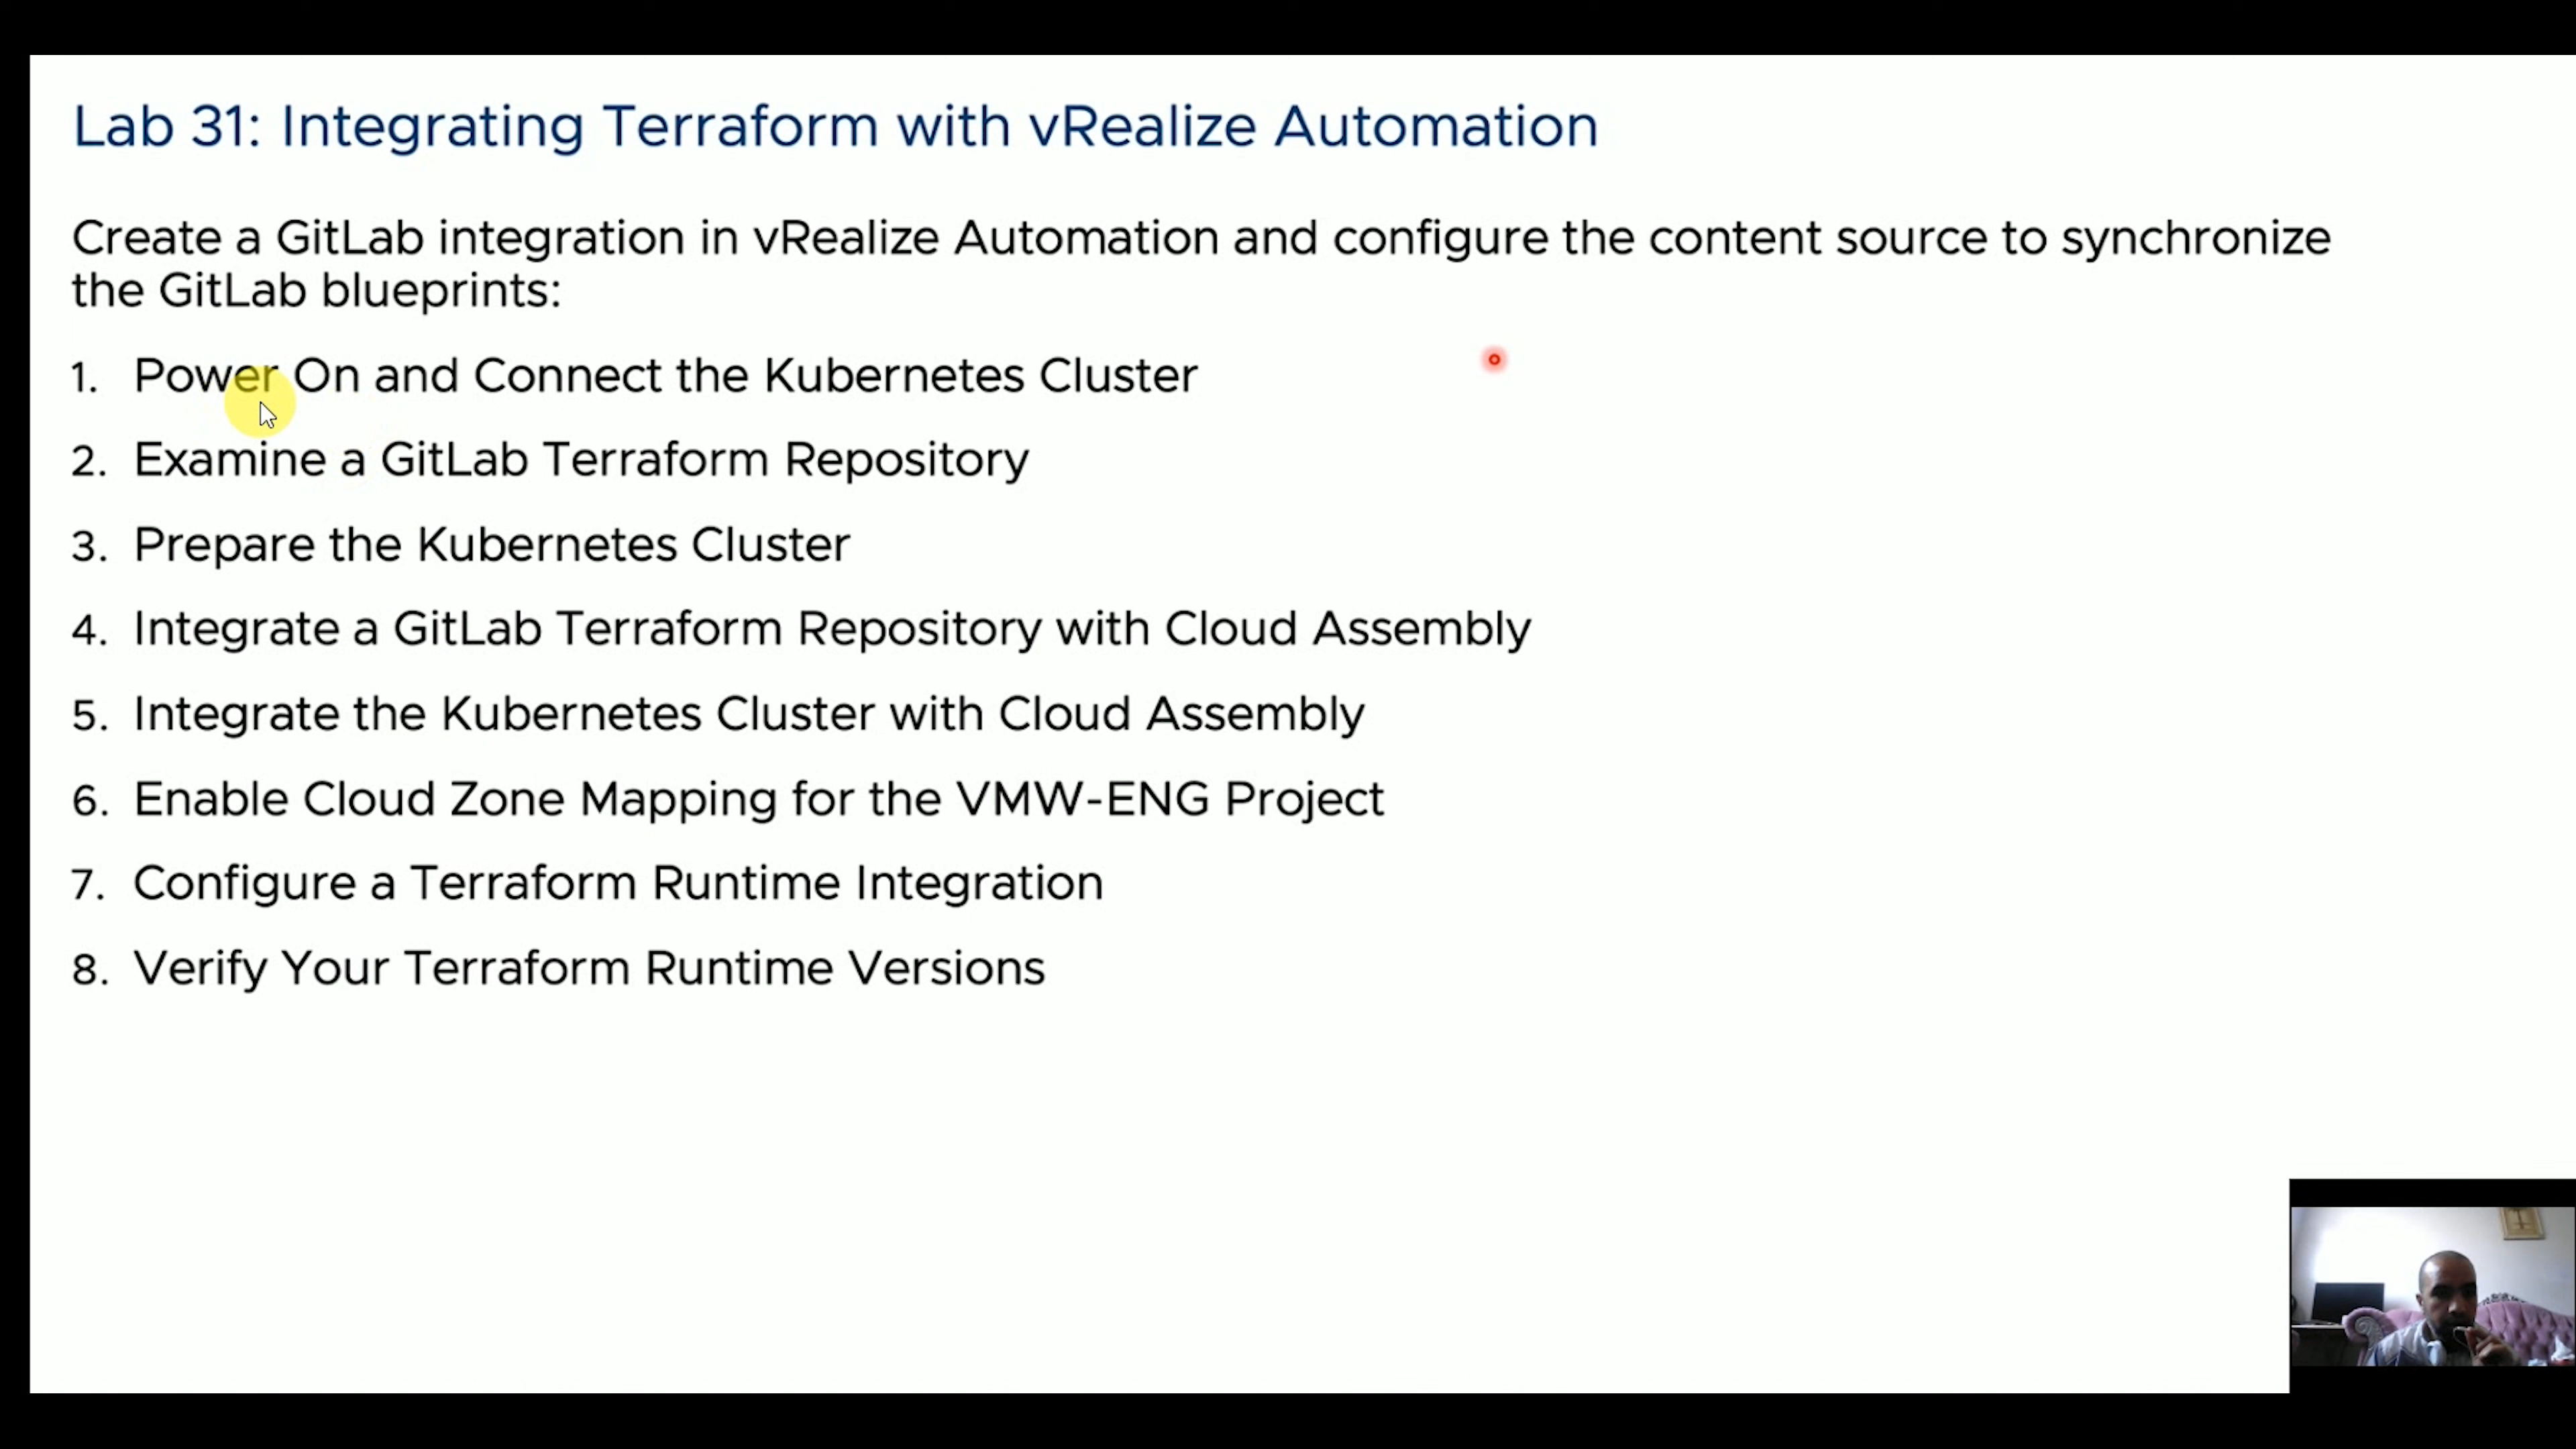 Lab 31: Integrating Terraform with vRealize Automation
Create a GitLab integration in vRealize Automation and configure the content source to synchronize
the GitLab blueprints:
1. Power On and Connect the Kubernetes Cluster
2. Examine a GitLab Terraform Repository
3. Prepare the Kubernetes Cluster
4. Integrate a GitLab Terraform Repository with Cloud Assembly
5. Integrate the Kubernetes Cluster with Cloud Assembly
6. Enable Cloud Zone Mapping for the VMW-ENG Project
7. Configure a Terraform Runtime Integration
8. Verify Your Terraform Runtime Versions